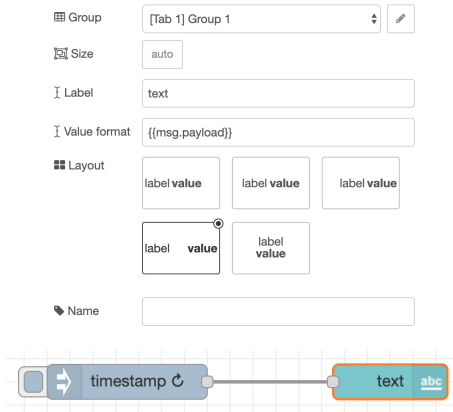 Group
[Tab 1] Group 1
Size
auto
Label
text
Value format
{{msg.payload}}
Layout
label value
label value
label value
label value
label
value
Name
timestamp ↻
text
abc